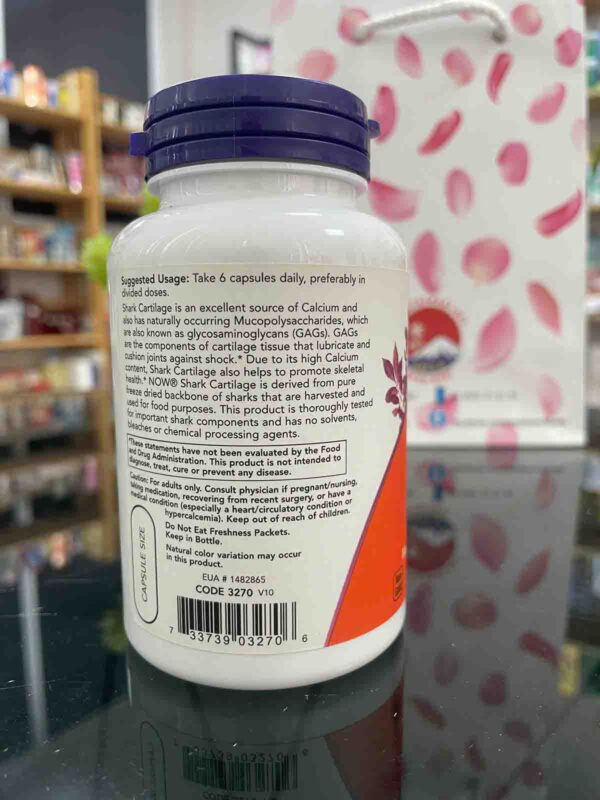 Suggested Usage: Take 6 capsules daily, preferably in
divided doses.
Shark Cartilage is an excellent source of Calcium and
also has naturally occurring Mucopolysaccharides, which
are also known as glycosaminoglycans (GAGs). GAGs
are the components of cartilage tissue that lubricate and
cushion joints against shock.* Due to its high Calcium
content, Shark Cartilage also helps to promote skeletal
health.* NOW® Shark Cartilage is derived from pure
freeze dried backbone of sharks that are harvested and
used for food purposes. This product is thoroughly tested
for important shark components and has no solvents,
bleaches or chemical processing agents.
*These statements have not been evaluated by the Food
and Drug Administration. This product is not intended to
diagnose, treat, cure or prevent any disease.
Caution: For adults only. Consult physician if pregnant/nursing,
taking medication, recovering from recent surgery, or have a
medical condition (especially a heart/circulatory condition or
hypercalcemia). Keep out of reach of children.
Do Not Eat Freshness Packets.
Keep in Bottle.
Natural color variation may occur
in this product.
CAPSULE SIZE
EUA # 1482865
CODE 3270 V10
7 33739 03270 6